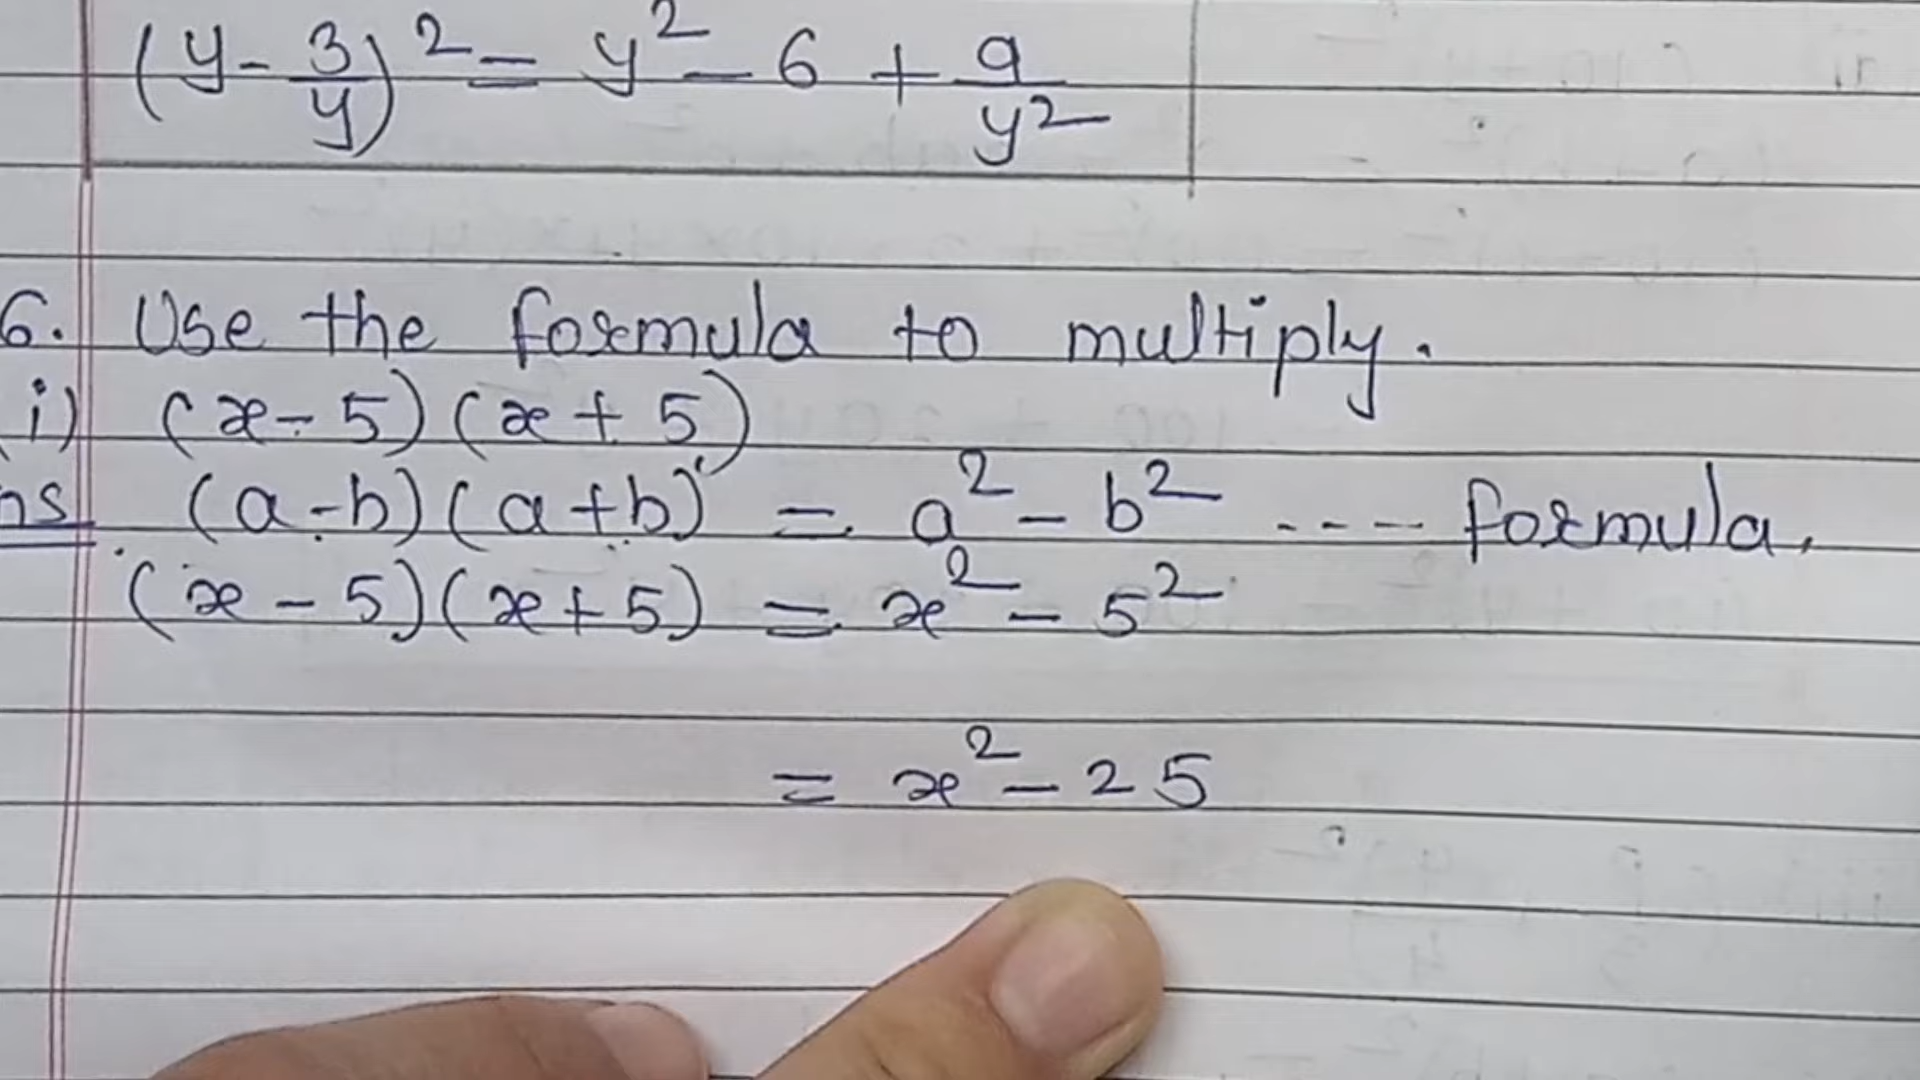 (y - 3/y)² = y² - 6 + 9/y²
6. Use the formula to multiply.
i) (x - 5)(x + 5)
ns (a - b)(a + b) = a² - b² ---- formula.
(x - 5)(x + 5) = x² - 5²
= x² - 25